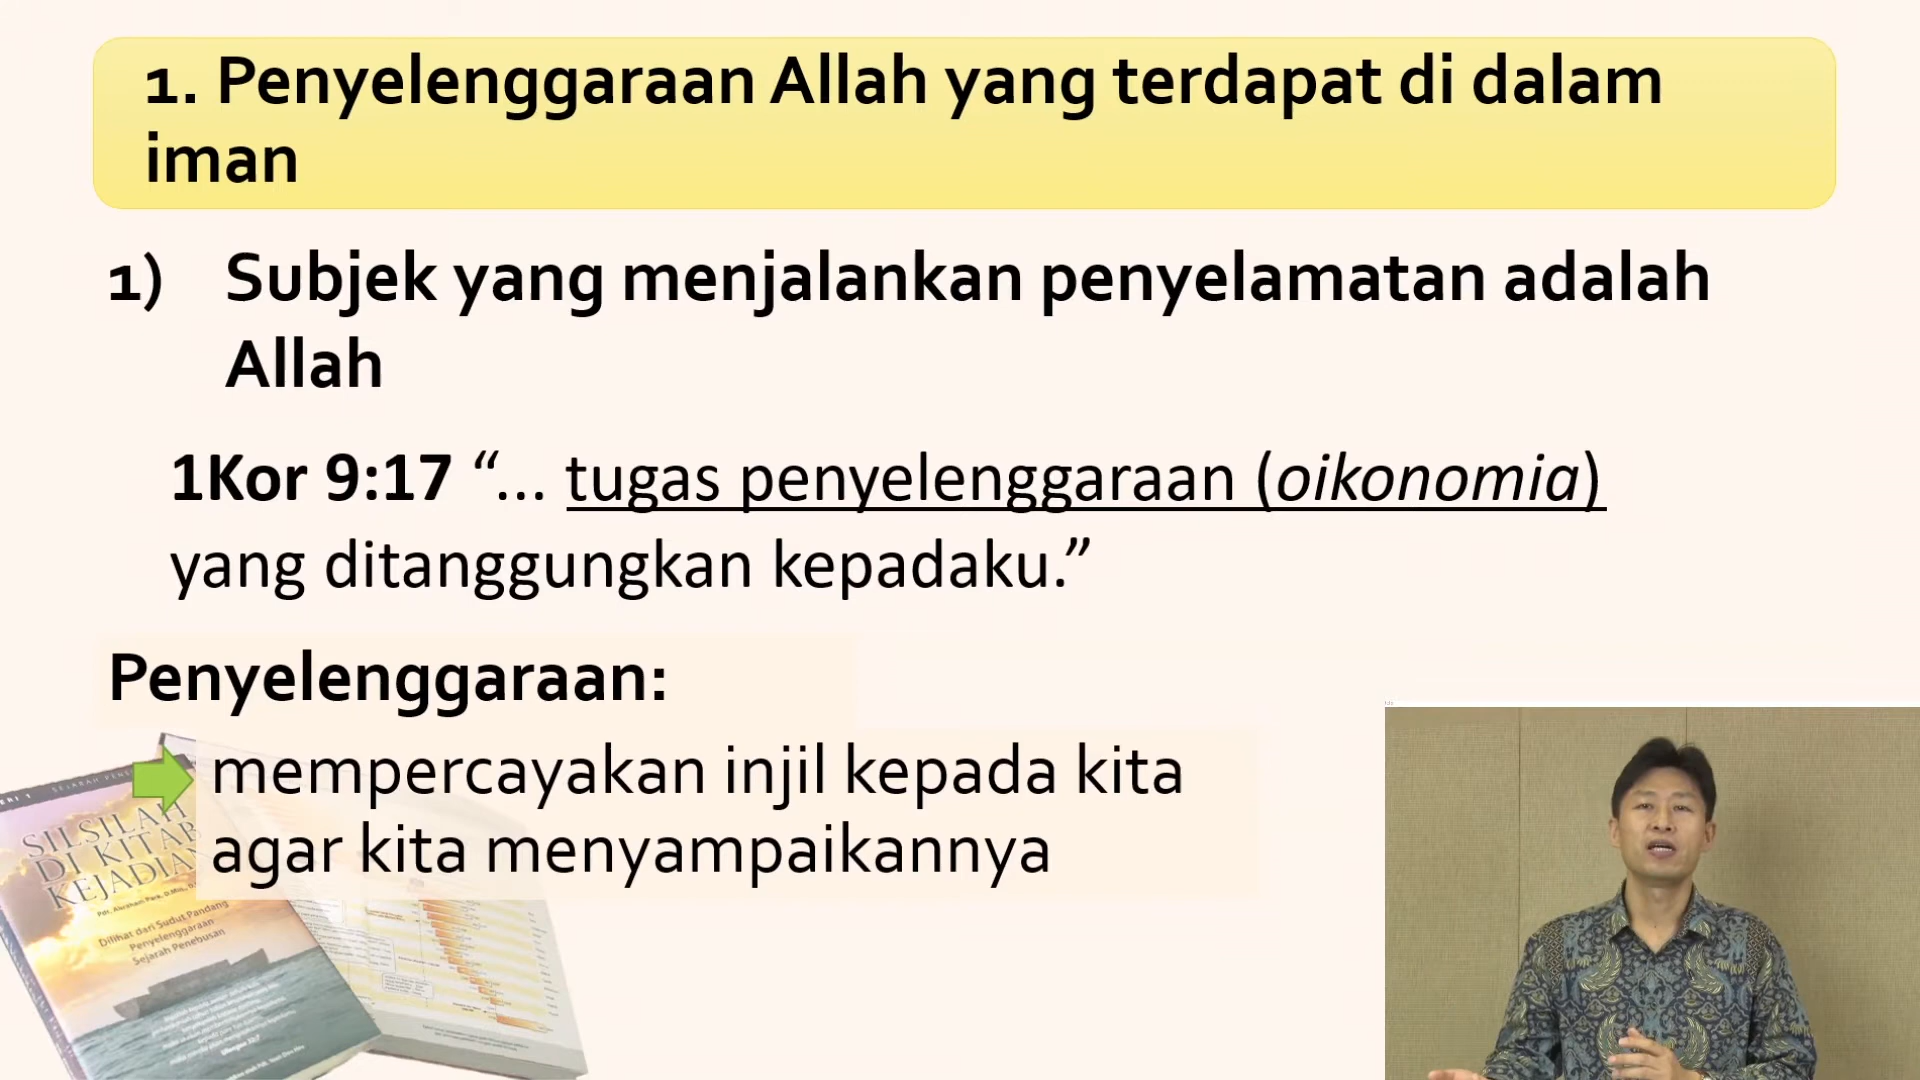 1. Penyelenggaraan Allah yang terdapat di dalam
iman
1) Subjek yang menjalankan penyelamatan adalah
Allah
1Kor 9:17 “... tugas penyelenggaraan (oikonomia)
yang ditanggungkan kepadaku.”
Penyelenggaraan:
mempercayakan injil kepada kita
agar kita menyampaikannya
SILSILAH
DI KITAB
KEJADIAN
Pdt. Abraham Park, D.Min., D.
Dilihat dari Sudut Pandang
Penyelenggaraan
Sejarah Penebusan